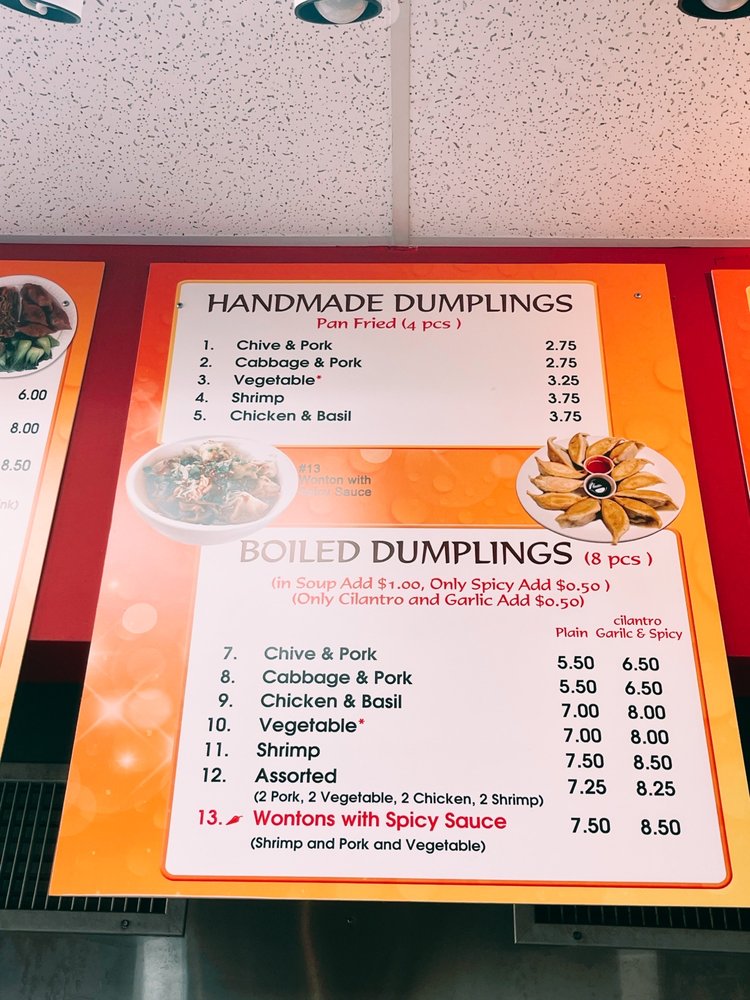 6.00
8.00
8.50
nk)
HANDMADE DUMPLINGS
Pan Fried (4 pcs )
1. Chive & Pork 2.75
2. Cabbage & Pork 2.75
3. Vegetable* 3.25
4. Shrimp 3.75
5. Chicken & Basil 3.75
#13
Wonton with
Spicy Sauce
BOILED DUMPLINGS (8 pcs )
(in Soup Add $1.00, Only Spicy Add $0.50 )
(Only Cilantro and Garlic Add $0.50)
cilantro
Plain Garilc & Spicy
7. Chive & Pork 5.50 6.50
8. Cabbage & Pork 5.50 6.50
9. Chicken & Basil 7.00 8.00
10. Vegetable* 7.00 8.00
11. Shrimp 7.50 8.50
12. Assorted 7.25 8.25
(2 Pork, 2 Vegetable, 2 Chicken, 2 Shrimp)
13. Wontons with Spicy Sauce 7.50 8.50
(Shrimp and Pork and Vegetable)